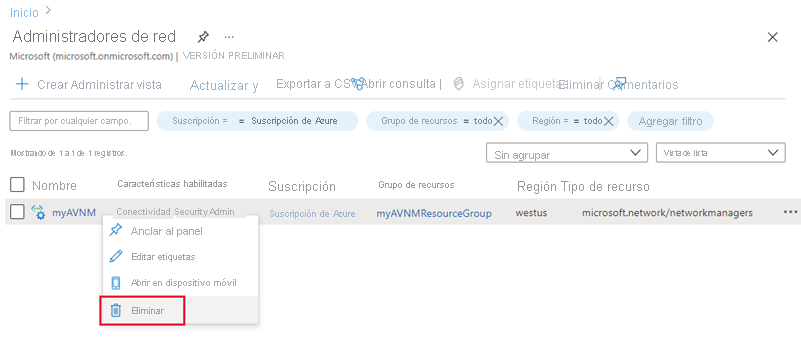 Inicio
Administradores de red ...
Microsoft (microsoft.onmicrosoft.com) | VERSIÓN PRELIMINAR
Crear Administrar vista Actualizar y Exportar a CSV Abrir consulta | Asignar etiquetas Eliminar Comentarios
Filtrar por cualquier campo. Suscripción = = Suscripción de Azure Grupo de recursos = todo Región = = todo Agregar filtro
Mostrando de 1 a 1 de 1 registros. Sin agrupar Vista de lista
Nombre Características habilitadas Suscripción Grupo de recursos Región Tipo de recurso
myAVNM Conectividad SecurityAdmin Suscripción de Azure myAVNMResourceGroup westus microsoft.network/networkmanagers ...
Anclar al panel
Editar etiquetas
Abrir en dispositivo móvil
Eliminar